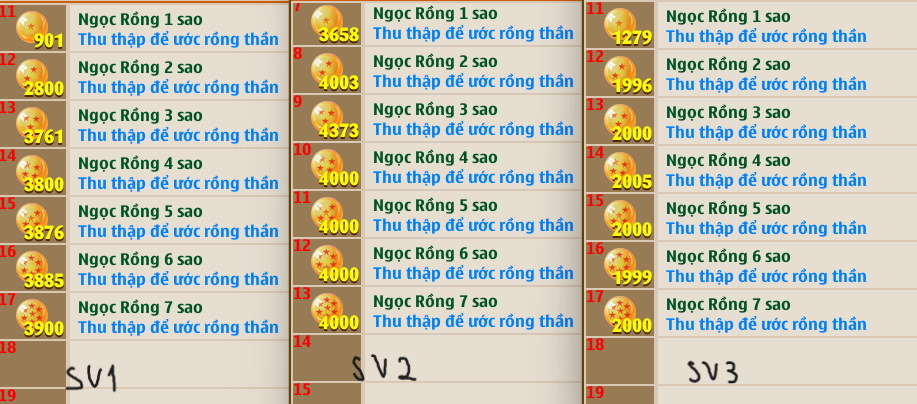 11
901
Ngọc Rồng 1 sao
Thu thập để ước rồng thần
12
2800
Ngọc Rồng 2 sao
Thu thập để ước rồng thần
13
3761
Ngọc Rồng 3 sao
Thu thập để ước rồng thần
14
3800
Ngọc Rồng 4 sao
Thu thập để ước rồng thần
15
3876
Ngọc Rồng 5 sao
Thu thập để ước rồng thần
16
3885
Ngọc Rồng 6 sao
Thu thập để ước rồng thần
17
3900
Ngọc Rồng 7 sao
Thu thập để ước rồng thần
18
SV1
19
7
3658
Ngọc Rồng 1 sao
Thu thập để ước rồng thần
8
4003
Ngọc Rồng 2 sao
Thu thập để ước rồng thần
9
4373
Ngọc Rồng 3 sao
Thu thập để ước rồng thần
10
4000
Ngọc Rồng 4 sao
Thu thập để ước rồng thần
11
4000
Ngọc Rồng 5 sao
Thu thập để ước rồng thần
12
4000
Ngọc Rồng 6 sao
Thu thập để ước rồng thần
13
4000
Ngọc Rồng 7 sao
Thu thập để ước rồng thần
14
SV2
15
11
1279
Ngọc Rồng 1 sao
Thu thập để ước rồng thần
12
1996
Ngọc Rồng 2 sao
Thu thập để ước rồng thần
13
2000
Ngọc Rồng 3 sao
Thu thập để ước rồng thần
14
2005
Ngọc Rồng 4 sao
Thu thập để ước rồng thần
15
2000
Ngọc Rồng 5 sao
Thu thập để ước rồng thần
16
1999
Ngọc Rồng 6 sao
Thu thập để ước rồng thần
17
2000
Ngọc Rồng 7 sao
Thu thập để ước rồng thần
18
SV3
19